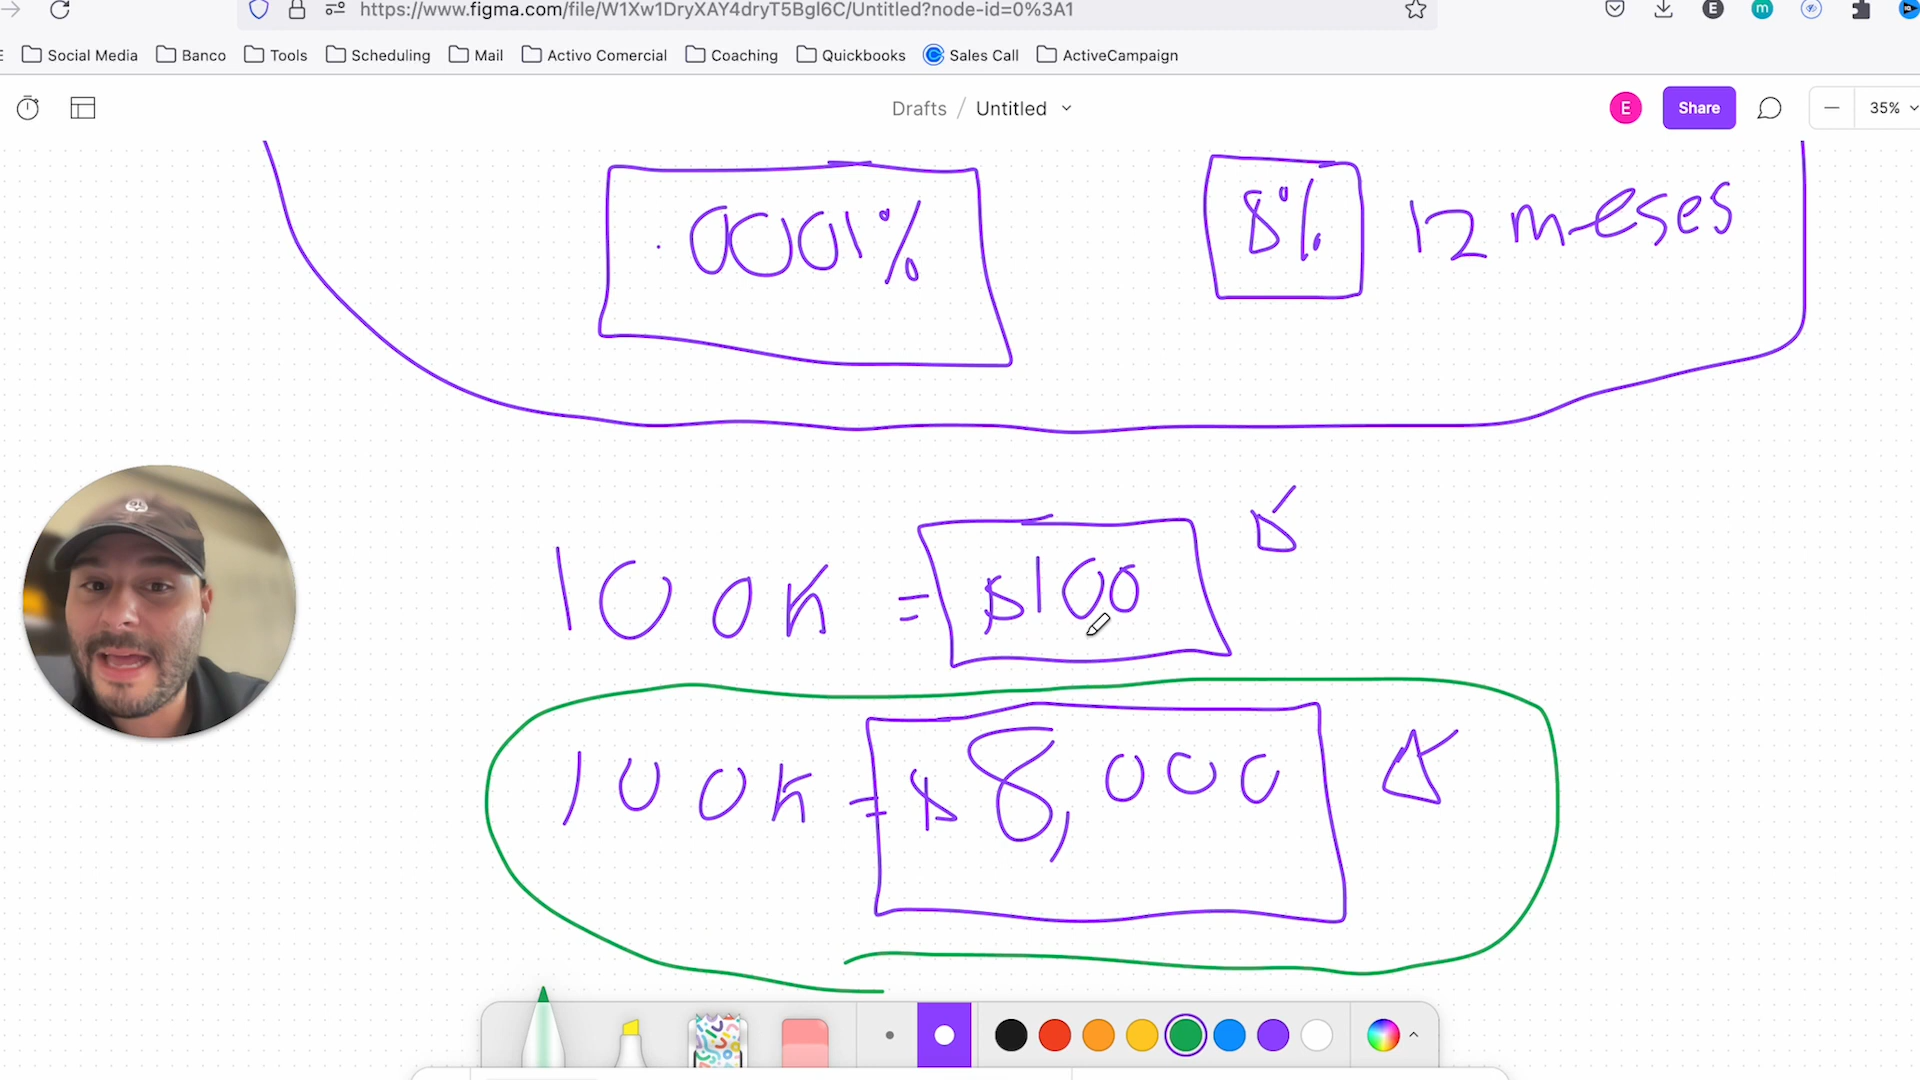 https://www.figma.com/file/W1Xw1DryXAY4dryT5Bgl6C/Untitled?node-id=0%3A1
E
m
Social Media Banco Tools Scheduling Mail Activo Comercial Coaching Quickbooks Sales Call ActiveCampaign
Drafts / Untitled
E
Share
35%
.0001%
8% 12 meses
100K = $100
100K = $8,000